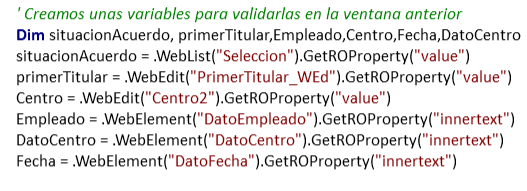 ' Creamos unas variables para validarlas en la ventana anterior
Dim situacionAcuerdo, primerTitular,Empleado,Centro,Fecha,DatoCentro
situacionAcuerdo = .WebList("Seleccion").GetROProperty("value")
primerTitular = .WebEdit("PrimerTitular_WEd").GetROProperty("value")
Centro = .WebEdit("Centro2").GetROProperty("value")
Empleado = .WebElement("DatoEmpleado").GetROProperty("innertext")
DatoCentro = .WebElement("DatoCentro").GetROProperty("innertext")
Fecha = .WebElement("DatoFecha").GetROProperty("innertext")